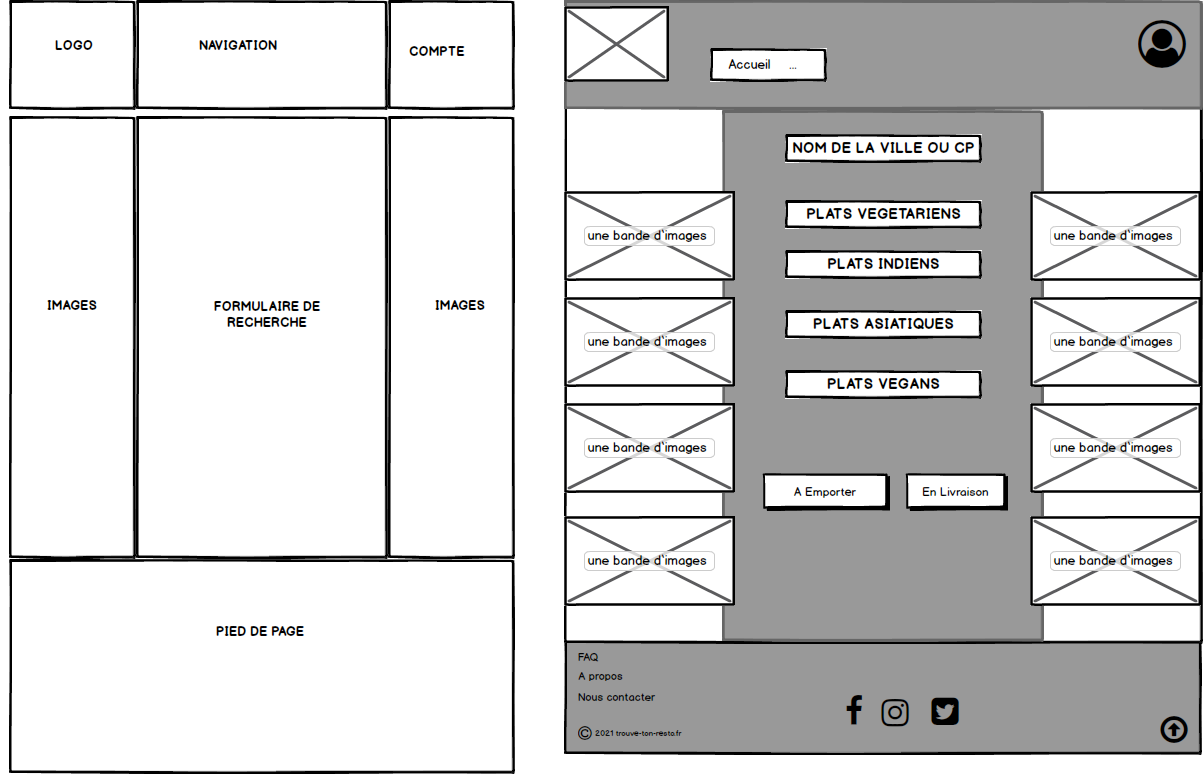 LOGO
NAVIGATION
COMPTE
IMAGES
FORMULAIRE DE
RECHERCHE
IMAGES
PIED DE PAGE
Accueil ...
NOM DE LA VILLE OU CP
PLATS VEGETARIENS
une bande d'images
une bande d'images
PLATS INDIENS
PLATS ASIATIQUES
une bande d'images
une bande d'images
PLATS VEGANS
une bande d'images
une bande d'images
A Emporter
En Livraison
une bande d'images
une bande d'images
FAQ
A propos
Nous contacter
© 2021 trouve-ton-resto.fr